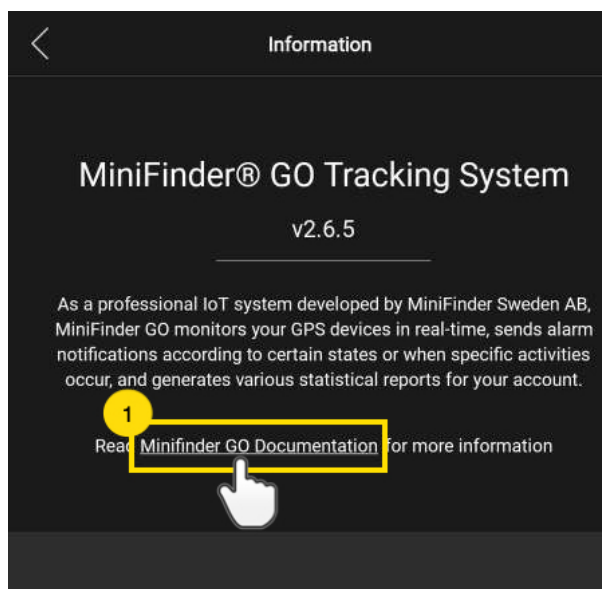 Information
MiniFinder® GO Tracking System
v2.6.5
As a professional IoT system developed by MiniFinder Sweden AB,
MiniFinder GO monitors your GPS devices in real-time, sends alarm
notifications according to certain states or when specific activities
occur, and generates various statistical reports for your account.
1
Read Minifinder GO Documentation for more information